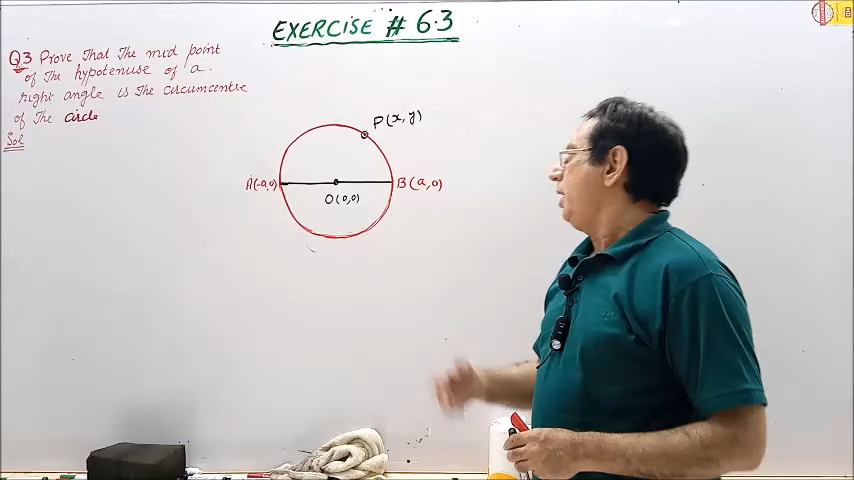 EXERCISE # 6.3
Q3 Prove That The mid point
of The hypotenuse of a.
right angle is The circumcentre
of The circle
Sol
P(x, y)
A(-a,0)
B(a,0)
O(0,0)